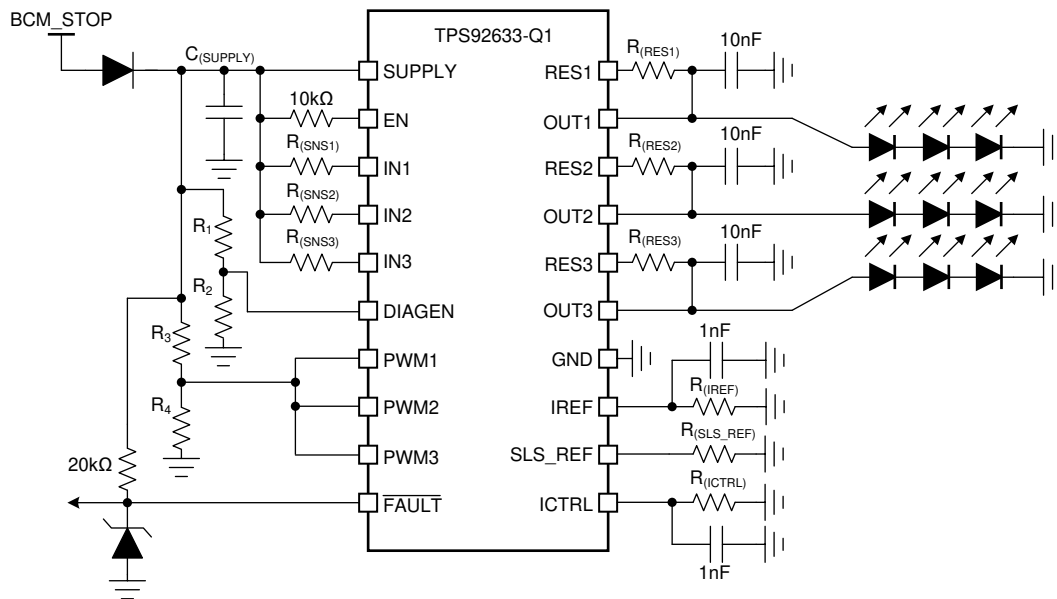 BCM_STOP
TPS92633-Q1
C(SUPPLY)
R(RES1)
10nF
SUPPLY
RES1
10kΩ
EN
OUT1
R(SNS1)
R(RES2)
10nF
IN1
RES2
R(SNS2)
IN2
OUT2
R(SNS3)
R(RES3)
10nF
IN3
RES3
R1
R2
DIAGEN
OUT3
R3
1nF
PWM1
GND
R4
R(IREF)
PWM2
IREF
R(SLS_REF)
20kΩ
PWM3
SLS_REF
R(ICTRL)
FAULT
ICTRL
1nF